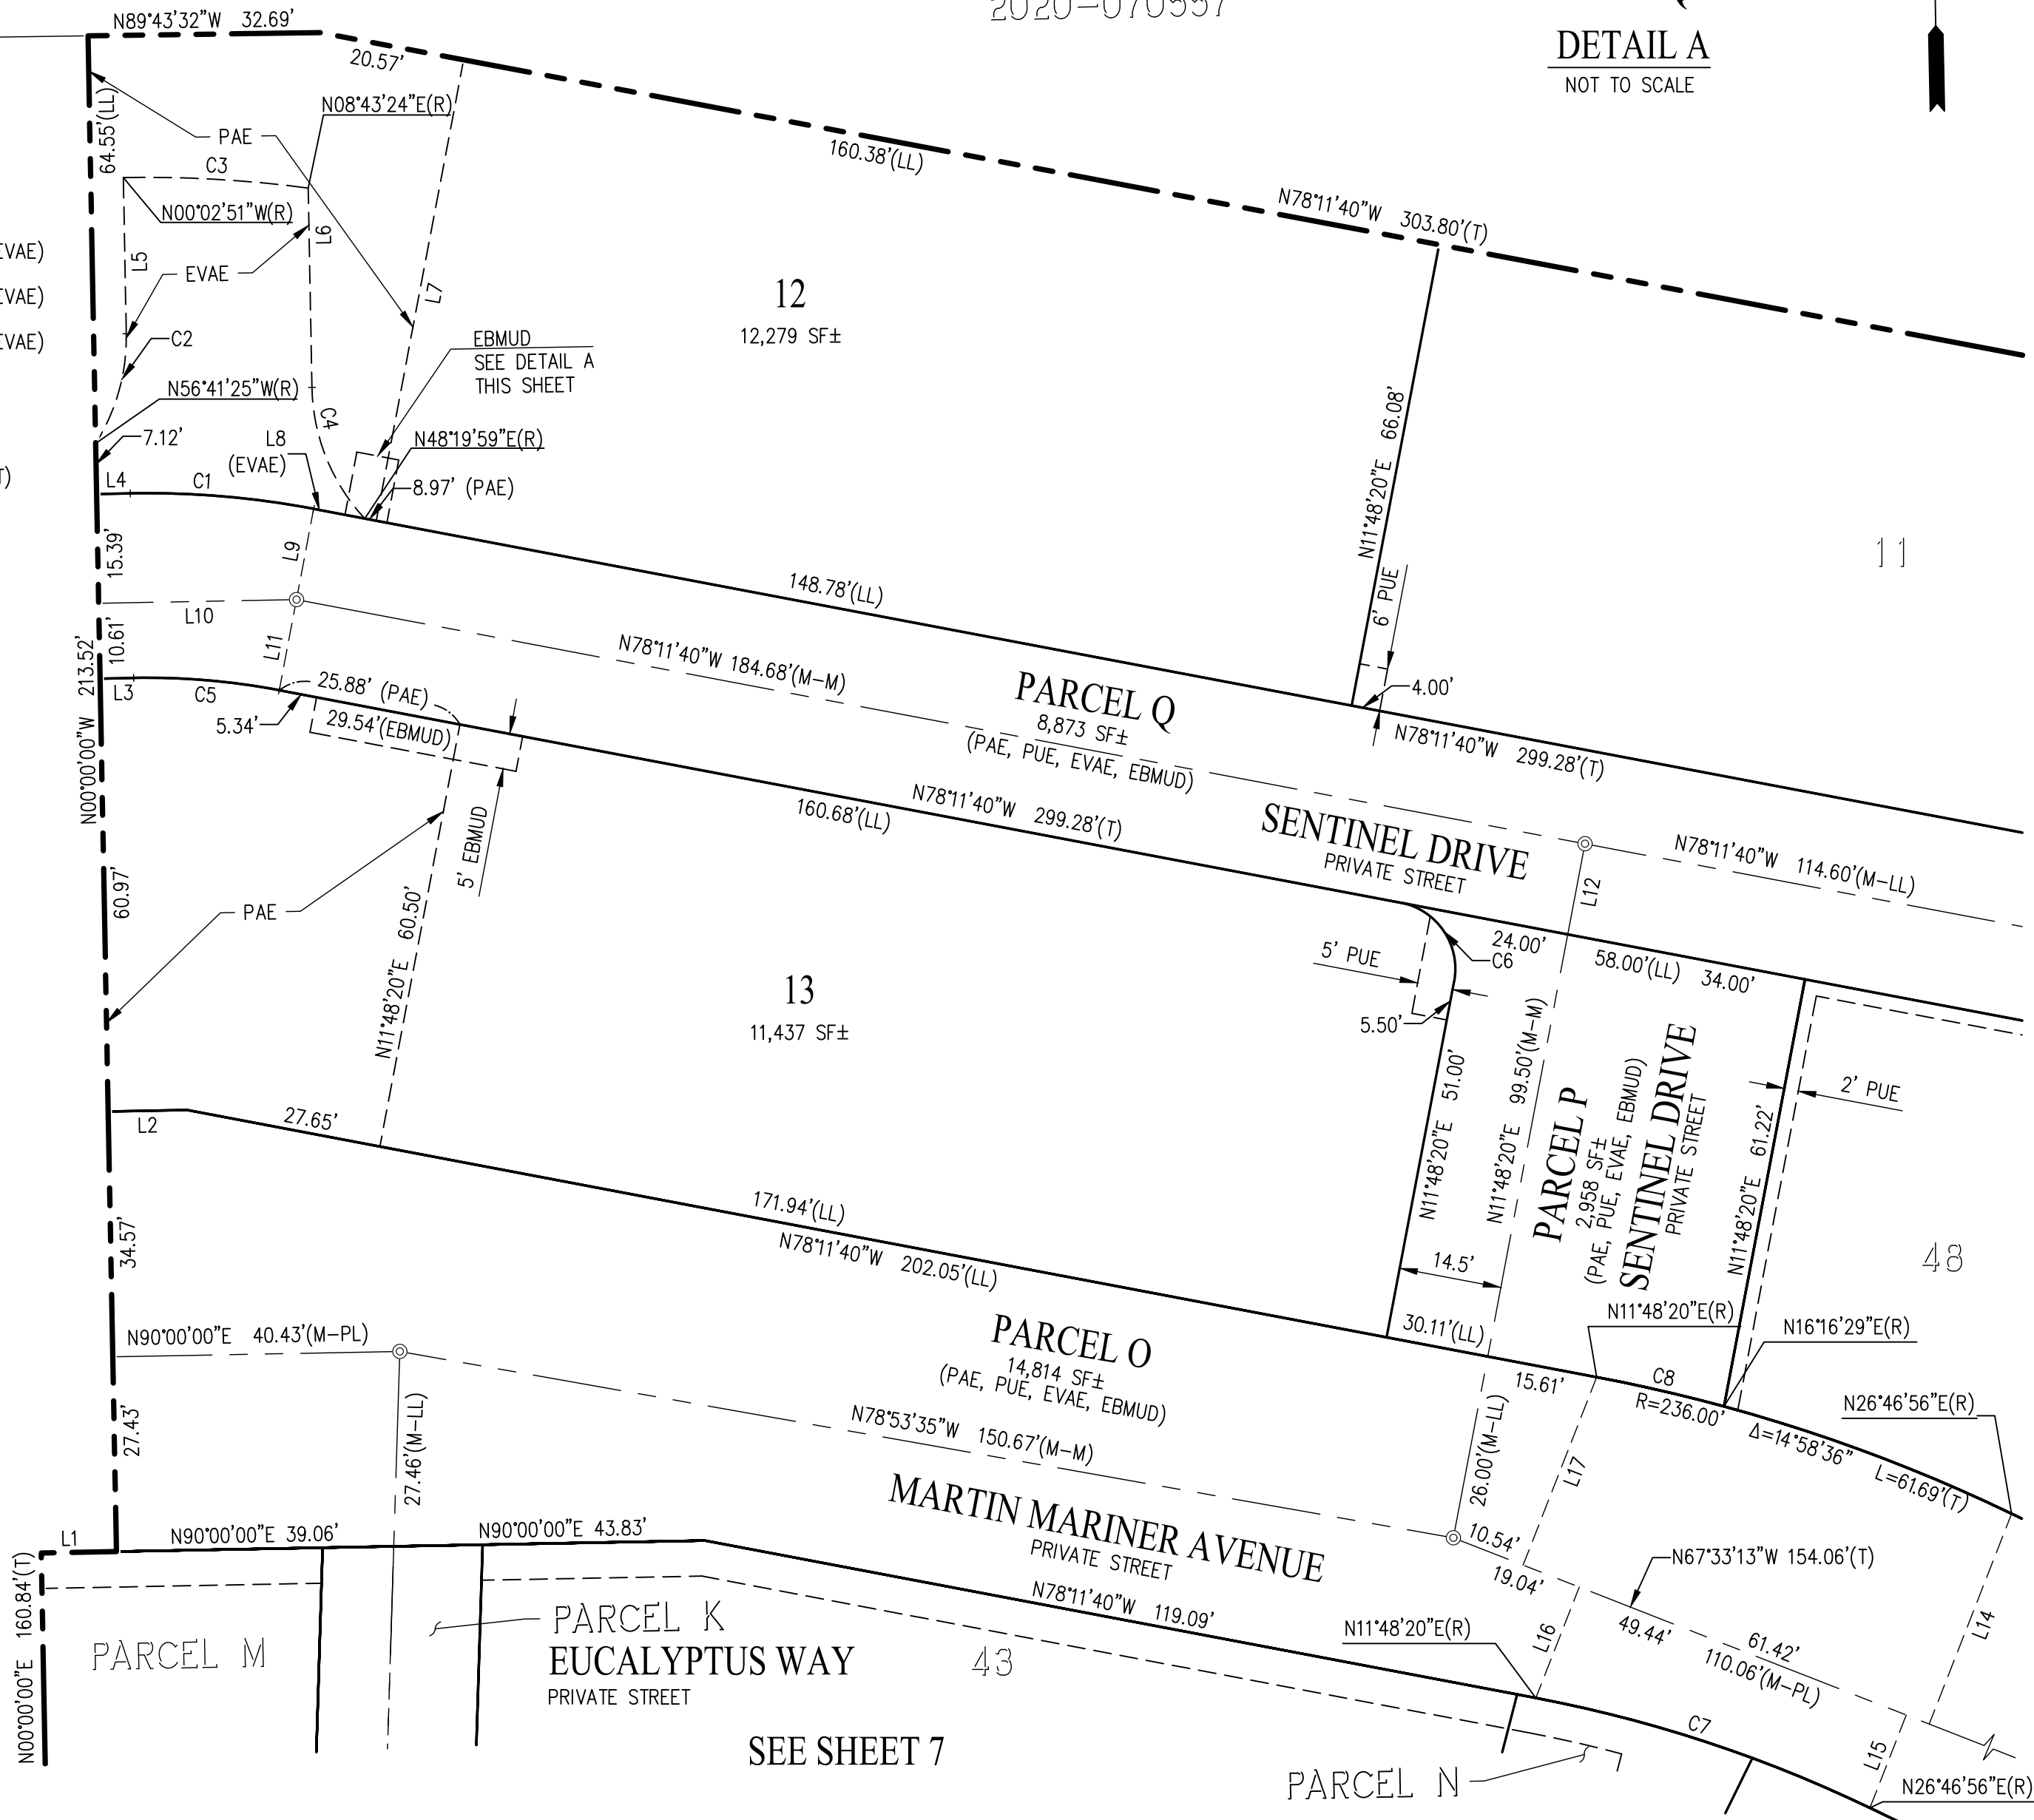 2020-070557
Q
DETAIL A
NOT TO SCALE
N89°43'32"W 32.69'
20.57'
N08°43'24"E(R)
PAE
64.55'(LL)
C3
160.38'(LL)
N78°11'40"W 303.80'(T)
N00°02'51"W(R)
L6
L5
EVAE
L7
EVAE)
EVAE)
EVAE)
12
12,279 SF±
C2
EBMUD
SEE DETAIL A
THIS SHEET
N56°41'25"W(R)
C4
7.12'
L8
(EVAE)
N48°19'59"E(R)
N11°48'20"E 66.08'
T)
L4
C1
8.97' (PAE)
15.39'
L9
148.78'(LL)
6' PUE
11
L10
10.61'
L11
N78°11'40"W 184.68'(M-M)
PARCEL Q
8,873 SF±
(PAE, PUE, EVAE, EBMUD)
4.00'
N78°11'40"W 299.28'(T)
N00°00'00"W 213.52'
L3
C5
25.88' (PAE)
5.34'
29.54'(EBMUD)
5' EBMUD
160.68'(LL)
N78°11'40"W 299.28'(T)
SENTINEL DRIVE
PRIVATE STREET
N78°11'40"W 114.60'(M-LL)
L12
60.97'
PAE
N11°48'20"E 60.50'
13
11,437 SF±
24.00'
C6
5' PUE
58.00'(LL)
34.00'
5.50'
L2
27.65'
N11°48'20"E 51.00'
N11°48'20"E 99.50'(M-M)
PARCEL P
2,958 SF±
(PAE, PUE, EVAE, EBMUD)
SENTINEL DRIVE
PRIVATE STREET
N11°48'20"E 61.22'
2' PUE
48
34.57'
171.94'(LL)
N78°11'40"W 202.05'(LL)
14.5'
30.11'(LL)
N11°48'20"E(R)
N16°16'29"E(R)
N90°00'00"E 40.43'(M-PL)
PARCEL O
14,814 SF±
(PAE, PUE, EVAE, EBMUD)
15.61'
C8
R=236.00'
Δ=14°58'36"
L=61.69'(T)
N26°46'56"E(R)
27.43'
27.46'(M-LL)
N78°53'35"W 150.67'(M-M)
26.00'(M-LL)
L17
MARTIN MARINER AVENUE
PRIVATE STREET
10.54'
19.04'
N67°33'13"W 154.06'(T)
L1
N90°00'00"E 39.06'
N90°00'00"E 43.83'
N78°11'40"W 119.09'
N11°48'20"E(R)
L16
49.44'
61.42'
110.06'(M-PL)
L14
N00°00'00"E 160.84'(T)
PARCEL M
PARCEL K
EUCALYPTUS WAY
PRIVATE STREET
43
C7
L15
SEE SHEET 7
PARCEL N
N26°46'56"E(R)